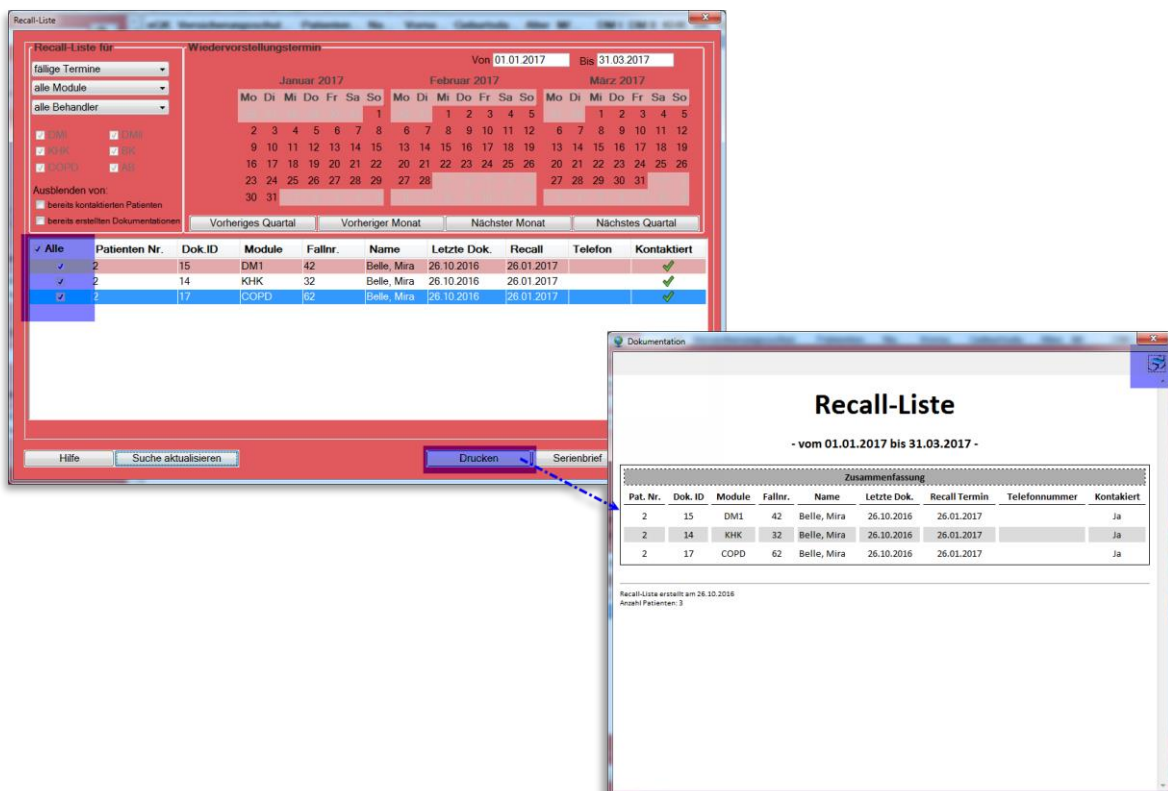 Recall-Liste
Recall-Liste für
Wiedervorstellungstermin
fällige Termine
alle Module
alle Behandler
Von 01.01.2017 Bis 31.03.2017
Januar 2017 Februar 2017 März 2017
Mo Di Mi Do Fr Sa So Mo Di Mi Do Fr Sa So Mo Di Mi Do Fr Sa So
1 1 2 3 4 5 1 2 3 4 5
2 3 4 5 6 7 8 6 7 8 9 10 11 12 6 7 8 9 10 11 12
9 10 11 12 13 14 15 13 14 15 16 17 18 19 13 14 15 16 17 18 19
16 17 18 19 20 21 22 20 21 22 23 24 25 26 20 21 22 23 24 25 26
23 24 25 26 27 28 29 27 28 27 28 29 30 31
30 31
DM1
KHK
COPD
Ausblenden von:
bereits kontaktierten Patienten
bereits erstellten Dokumentationen
Vorheriges Quartal Vorheriger Monat Nächster Monat Nächstes Quartal
Alle Patienten Nr. Dok.ID Module Fallnr. Name Letzte Dok. Recall Telefon Kontaktiert
2 15 DM1 42 Belle, Mira 26.10.2016 26.01.2017
2 14 KHK 32 Belle, Mira 26.10.2016 26.01.2017
2 17 COPD 62 Belle, Mira 26.10.2016 26.01.2017
Hilfe Suche aktualisieren Drucken Serienbrief
Dokumentation
Recall-Liste
- vom 01.01.2017 bis 31.03.2017 -
Zusammenfassung
Pat. Nr. Dok. ID Module Fallnr. Name Letzte Dok. Recall Termin Telefonnummer Kontakiert
2 15 DM1 42 Belle, Mira 26.10.2016 26.01.2017 Ja
2 14 KHK 32 Belle, Mira 26.10.2016 26.01.2017 Ja
2 17 COPD 62 Belle, Mira 26.10.2016 26.01.2017 Ja
Recall-Liste erstellt am 26.10.2016
Anzahl Patienten: 3